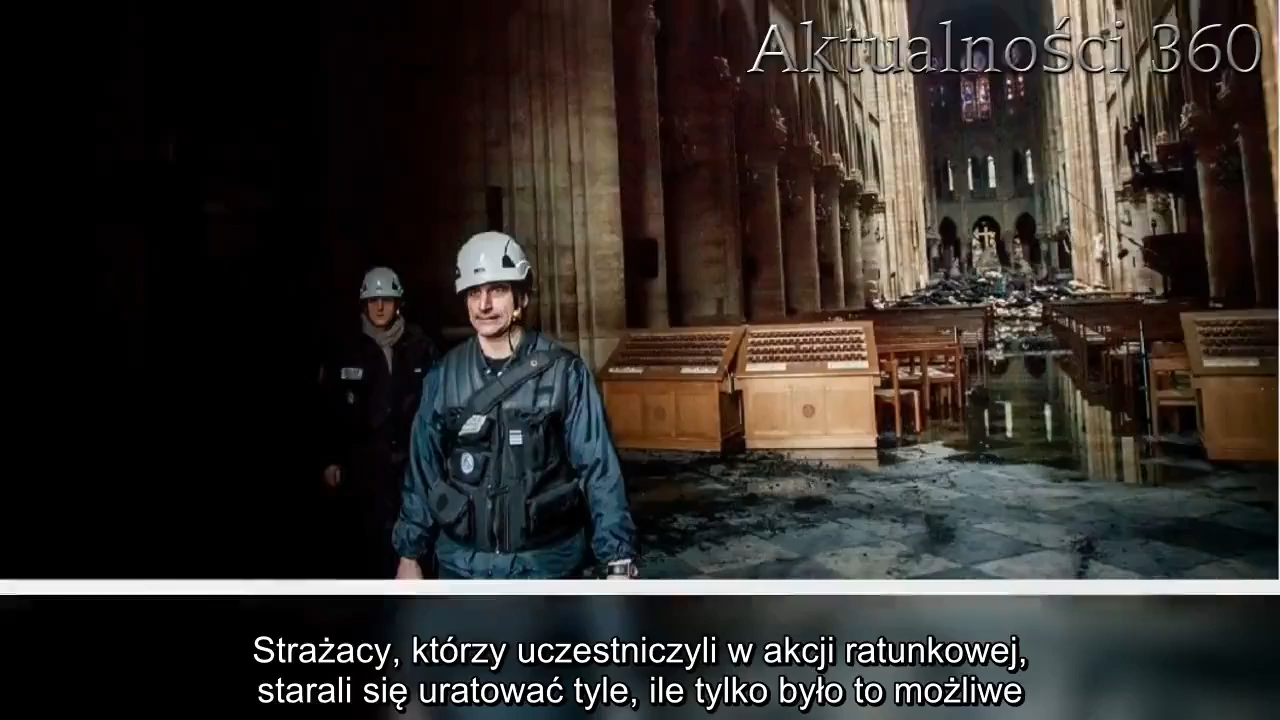 Aktualności 360
Strażacy, którzy uczestniczyli w akcji ratunkowej,
starali się uratować tyle, ile tylko było to możliwe